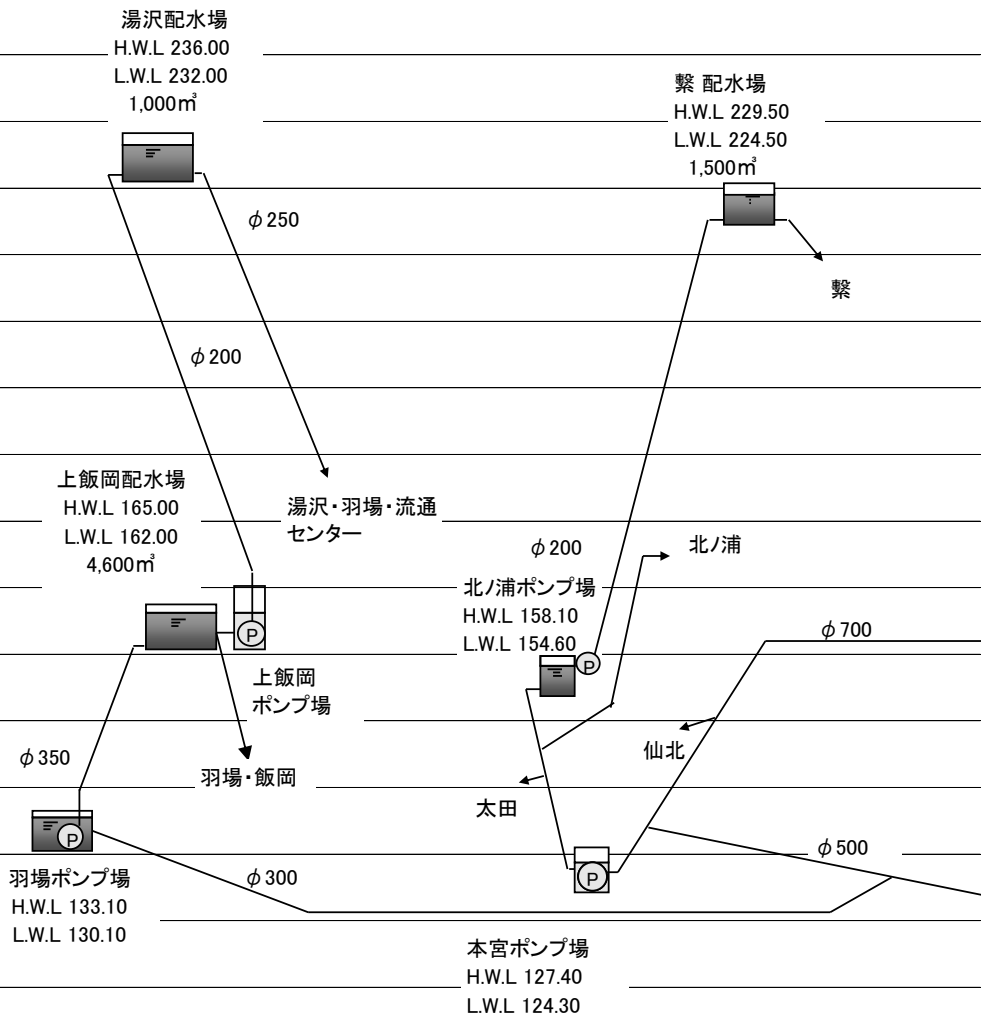 湯沢配水場
H.W.L 236.00
L.W.L 232.00
1,000㎥
繋 配水場
H.W.L 229.50
L.W.L 224.50
1,500㎥
φ250
繋
φ200
上飯岡配水場
H.W.L 165.00
L.W.L 162.00
4,600㎥
湯沢・羽場・流通
センター
φ200
北ノ浦
北ノ浦ポンプ場
H.W.L 158.10
L.W.L 154.60
P
P
φ700
上飯岡
ポンプ場
仙北
φ350
羽場・飯岡
太田
P
φ500
P
羽場ポンプ場
H.W.L 133.10
L.W.L 130.10
φ300
本宮ポンプ場
H.W.L 127.40
L.W.L 124.30